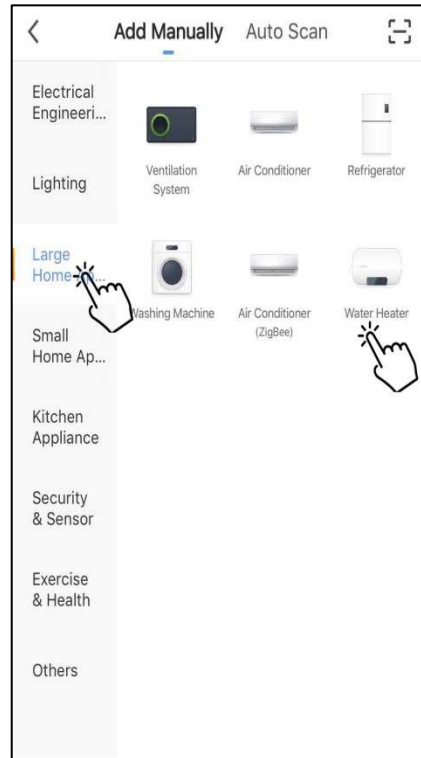 Add Manually
Auto Scan
Electrical
Engineeri...
Lighting
Large
Home
Small
Home Ap...
Kitchen
Appliance
Security
& Sensor
Exercise
& Health
Others
Ventilation
System
Air Conditioner
Refrigerator
Washing Machine
Air Conditioner
(ZigBee)
Water Heater